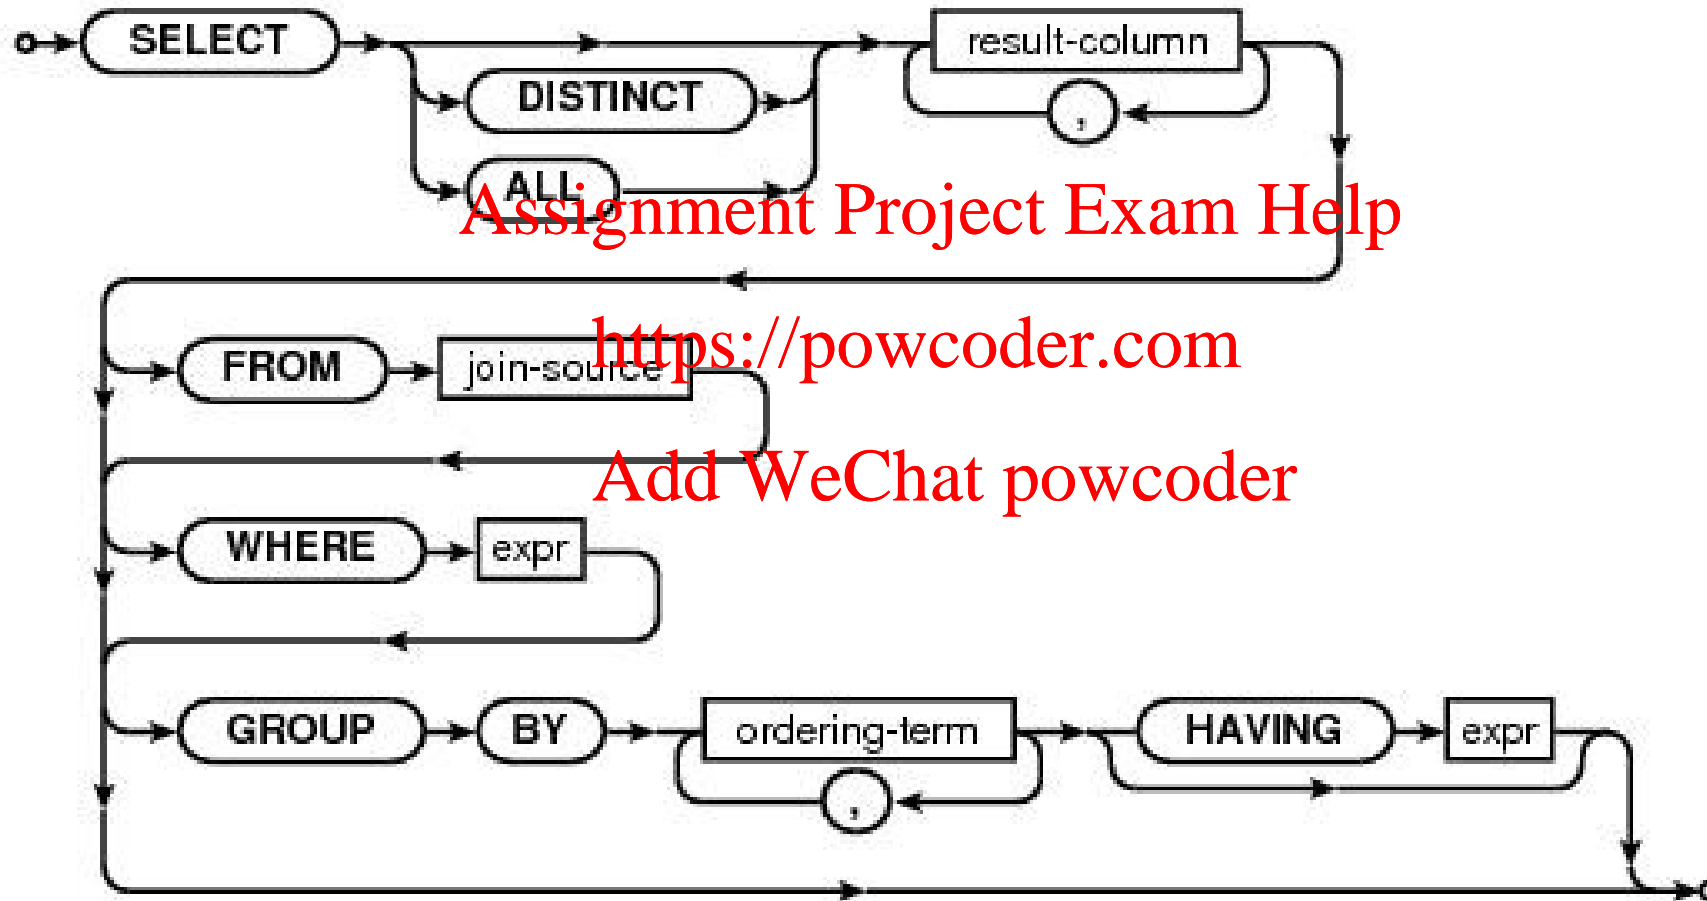 SELECT
result-column
DISTINCT
,
ALL
Assignment Project Exam Help
https://powcoder.com
FROM
join-source
Add WeChat powcoder
WHERE
expr
GROUP BY
ordering-term
HAVING
expr
,